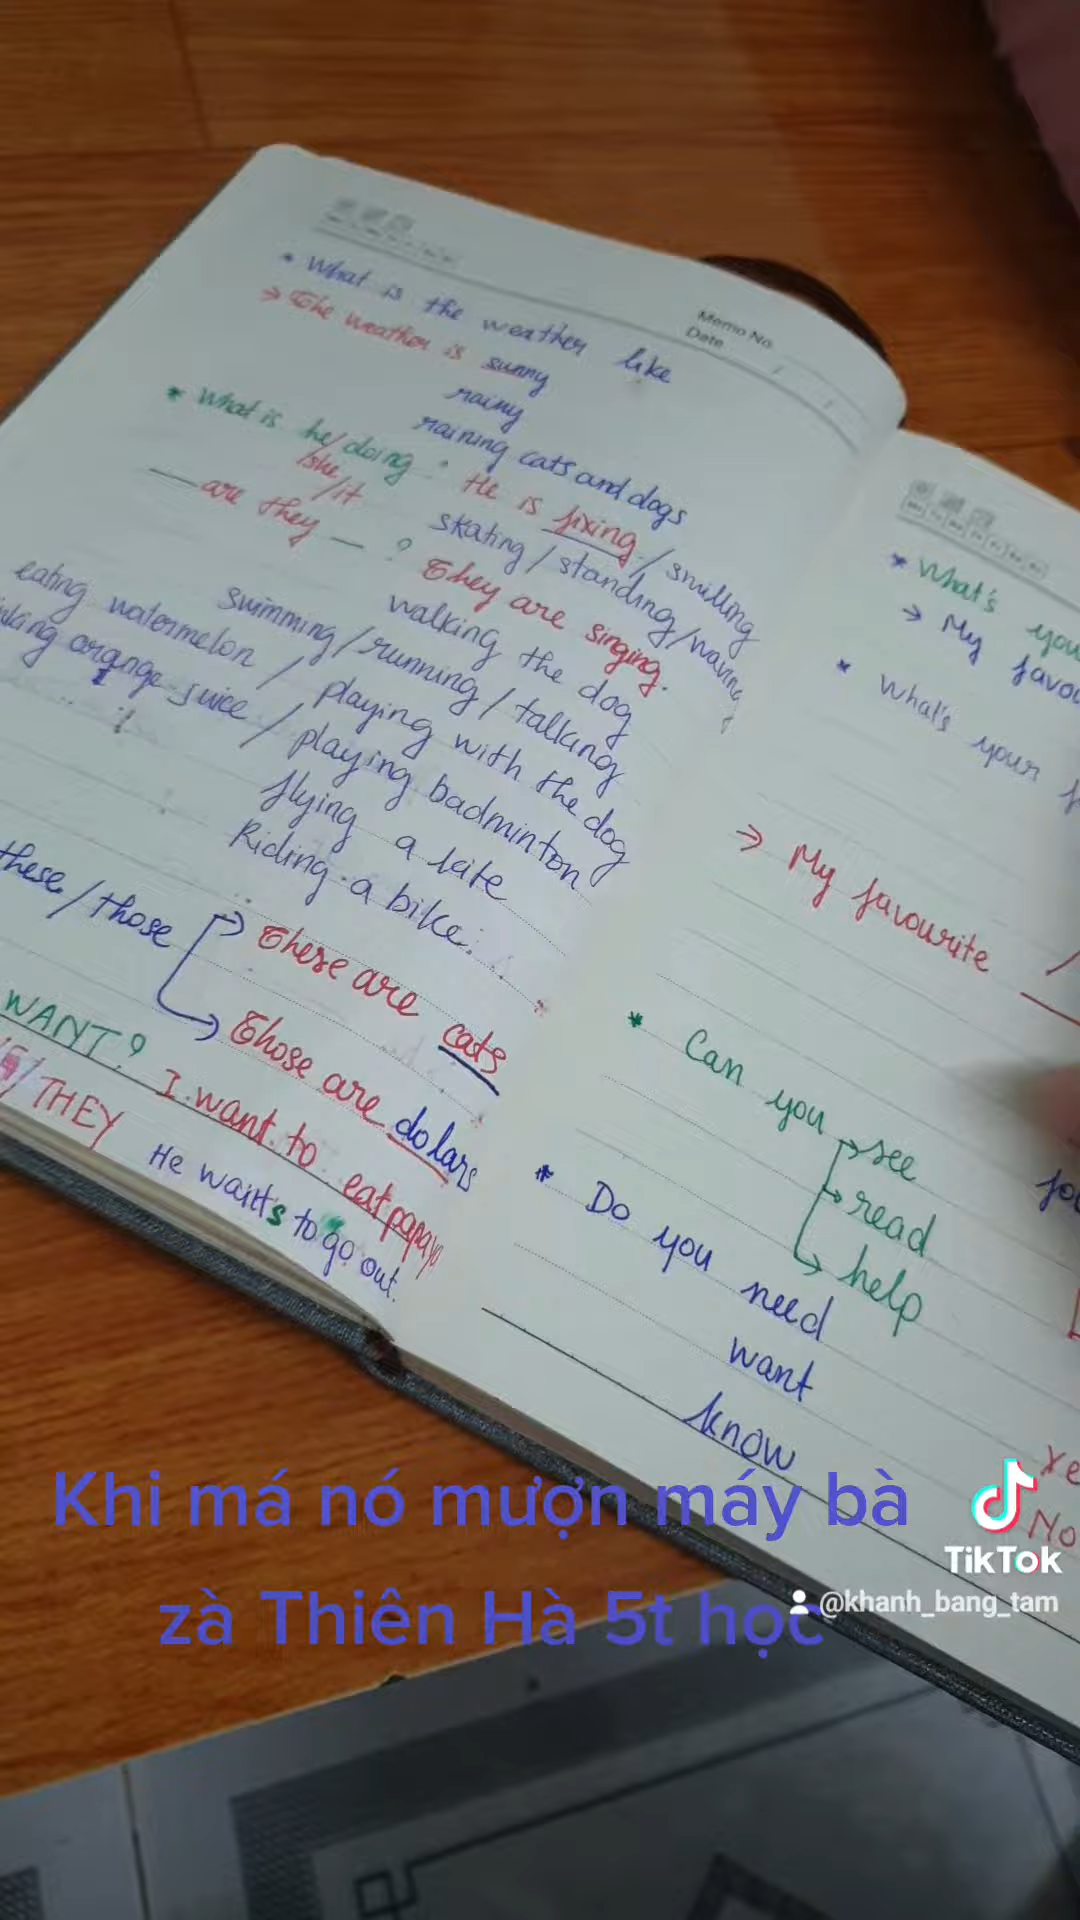 Memo No.
Date
* What is the weather like
→ The weather is sunny
rainy
raining cats and dogs
* What is he/doing? He is fixing/smilling
/she
/it
skating/standing/waving
— are they — ? They are singing.
walking the dog
swimming/running/talking
eating watermelon / playing with the dog
orange juice / playing badminton
flying a kite
Riding a bike.
these/those → These are cats
→ Those are dolars
WANT? I want to eat papaya
/THEY He wants to go out.
* What's
→ My
* What's your
→ My favourite
* Can you → see
→ read
→ help
* Do you need
want
know
No
Khi má nó mượn máy bà
zà Thiên Hà 5t học
TikTok
@khanh_bang_tam